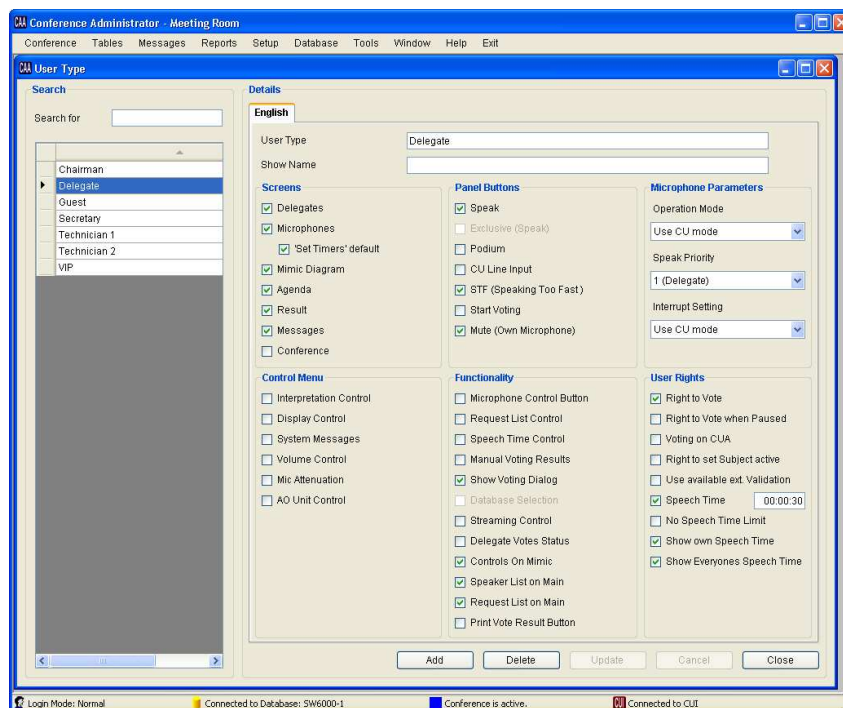 CAA Conference Administrator - Meeting Room
Conference Tables Messages Reports Setup Database Tools Window Help Exit
CAA User Type
Search
Search for
Chairman
Delegate
Guest
Secretary
Technician 1
Technician 2
VIP
Details
English
User Type Delegate
Show Name
Screens
Delegates
Microphones
'Set Timers' default
Mimic Diagram
Agenda
Result
Messages
Conference
Panel Buttons
Speak
Exclusive (Speak)
Podium
CU Line Input
STF (Speaking Too Fast )
Start Voting
Mute (Own Microphone)
Microphone Parameters
Operation Mode
Use CU mode
Speak Priority
1 (Delegate)
Interrupt Setting
Use CU mode
Control Menu
Interpretation Control
Display Control
System Messages
Volume Control
Mic Attenuation
AO Unit Control
Functionality
Microphone Control Button
Request List Control
Speech Time Control
Manual Voting Results
Show Voting Dialog
Database Selection
Streaming Control
Delegate Votes Status
Controls On Mimic
Speaker List on Main
Request List on Main
Print Vote Result Button
User Rights
Right to Vote
Right to Vote when Paused
Voting on CUA
Right to set Subject active
Use available ext. Validation
Speech Time 00:00:30
No Speech Time Limit
Show own Speech Time
Show Everyones Speech Time
Add Delete Update Cancel Close
Login Mode: Normal Connected to Database: SW6000-1 Conference is active. CUI Connected to CUI